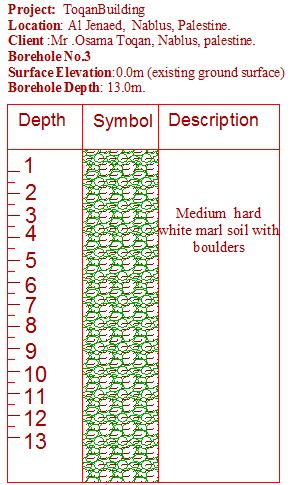 Project:  ToqanBuilding
Location: Al Jenaed, Nablus, Palestine.
Client :Mr .Osama Toqan, Nablus, palestine.
Borehole No.3
Surface Elevation:0.0m (existing ground surface)
Borehole Depth: 13.0m.
Depth Symbol Description
1
2
3
4
5
6
7
8
9
10
11
12
13
Medium hard
white marl soil with
boulders